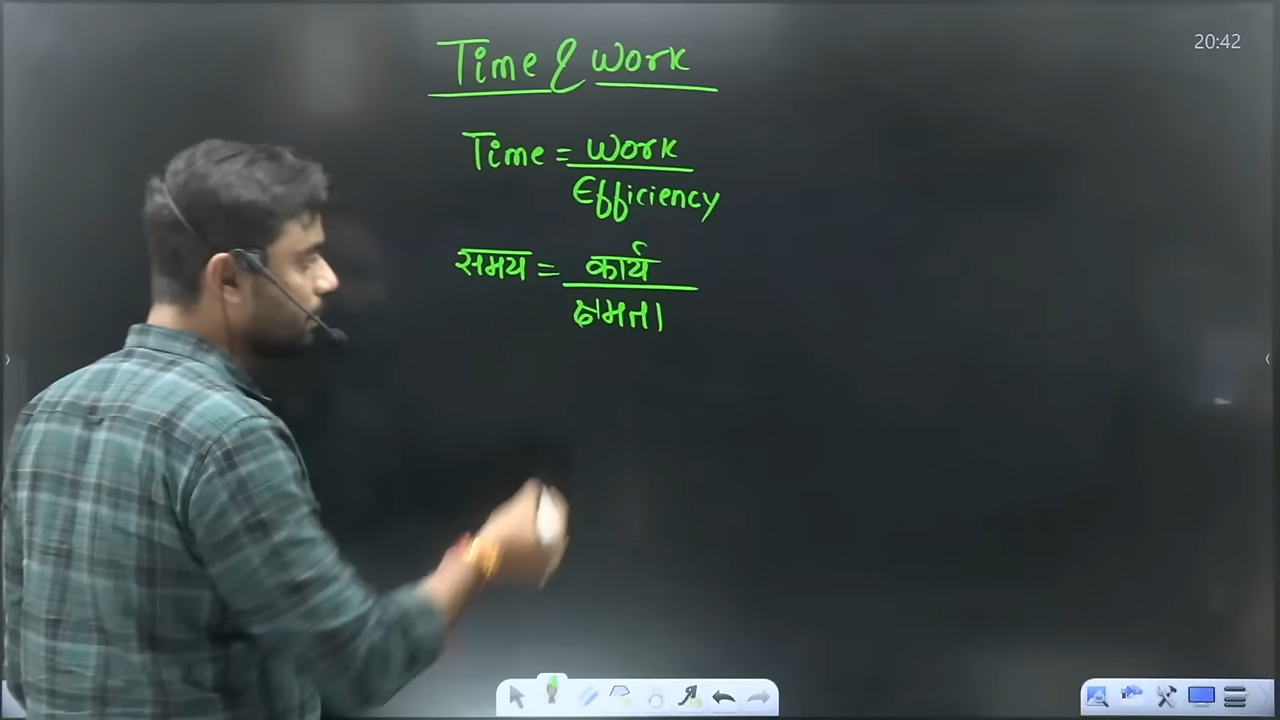 20:42
Time & Work
Time = Work
Efficiency
समय = कार्य
क्षमता